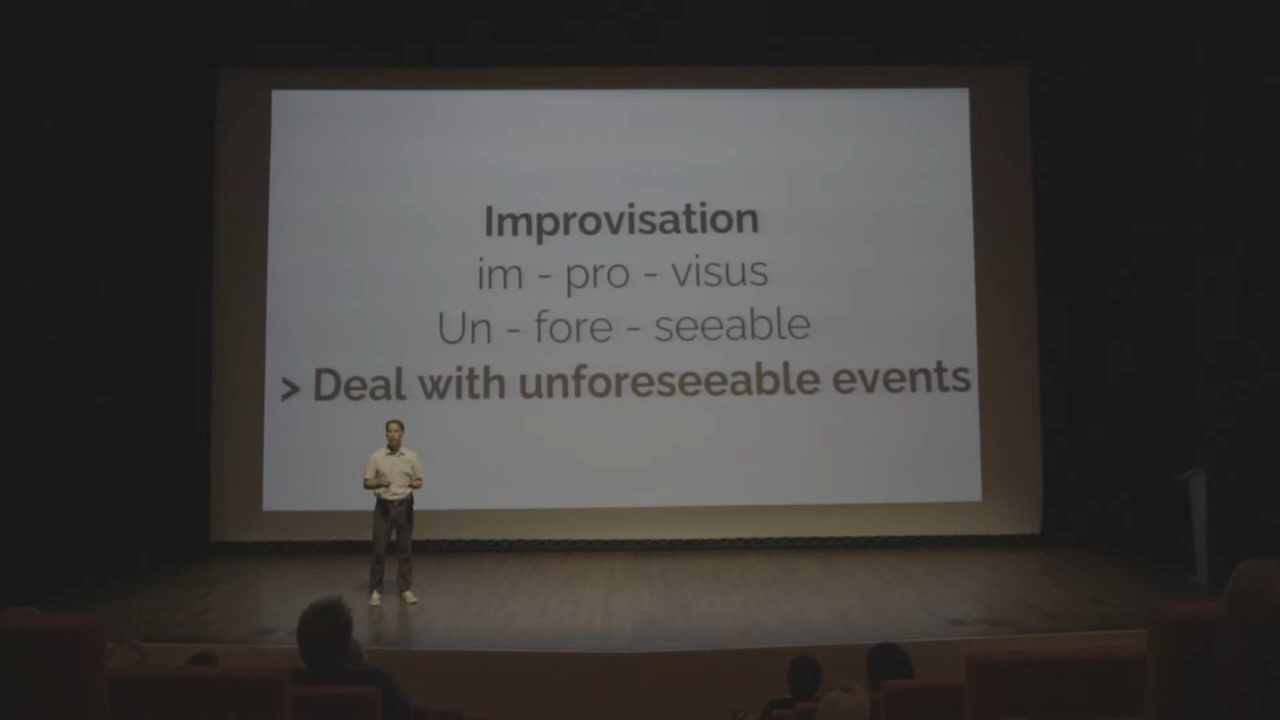 Improvisation
im - pro - visus
Un - fore - seeable
> Deal with unforeseeable events